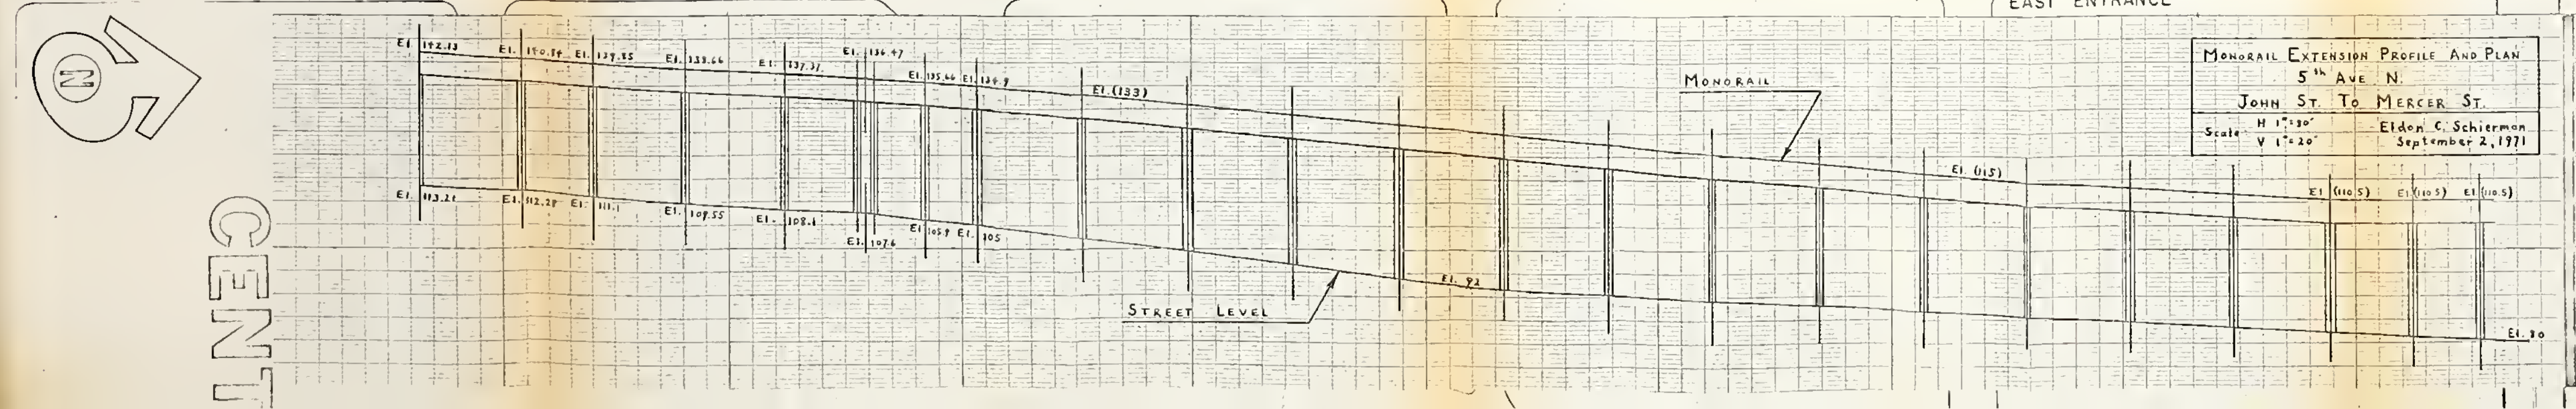 EAST ENTRANCE
N
CENT
El. 142.13
El. 140.84
El. 139.85
El. 138.66
El. 137.37
El. 136.47
El. 135.66
El. 134.9
El. (133)
MONORAIL
El. (115)
El. (110.5)
El. (110.5)
El. (110.5)
El. 113.21
El. 112.28
El. 111.1
El. 109.55
El. 108.1
El. 107.6
El. 105.9
El. 105
El. 92
El. 80
STREET LEVEL
MONORAIL EXTENSION PROFILE AND PLAN
5th AVE N.
JOHN ST. TO MERCER ST.
Scale H 1"=30'
V 1"=20'
Eldon C. Schierman
September 2, 1971